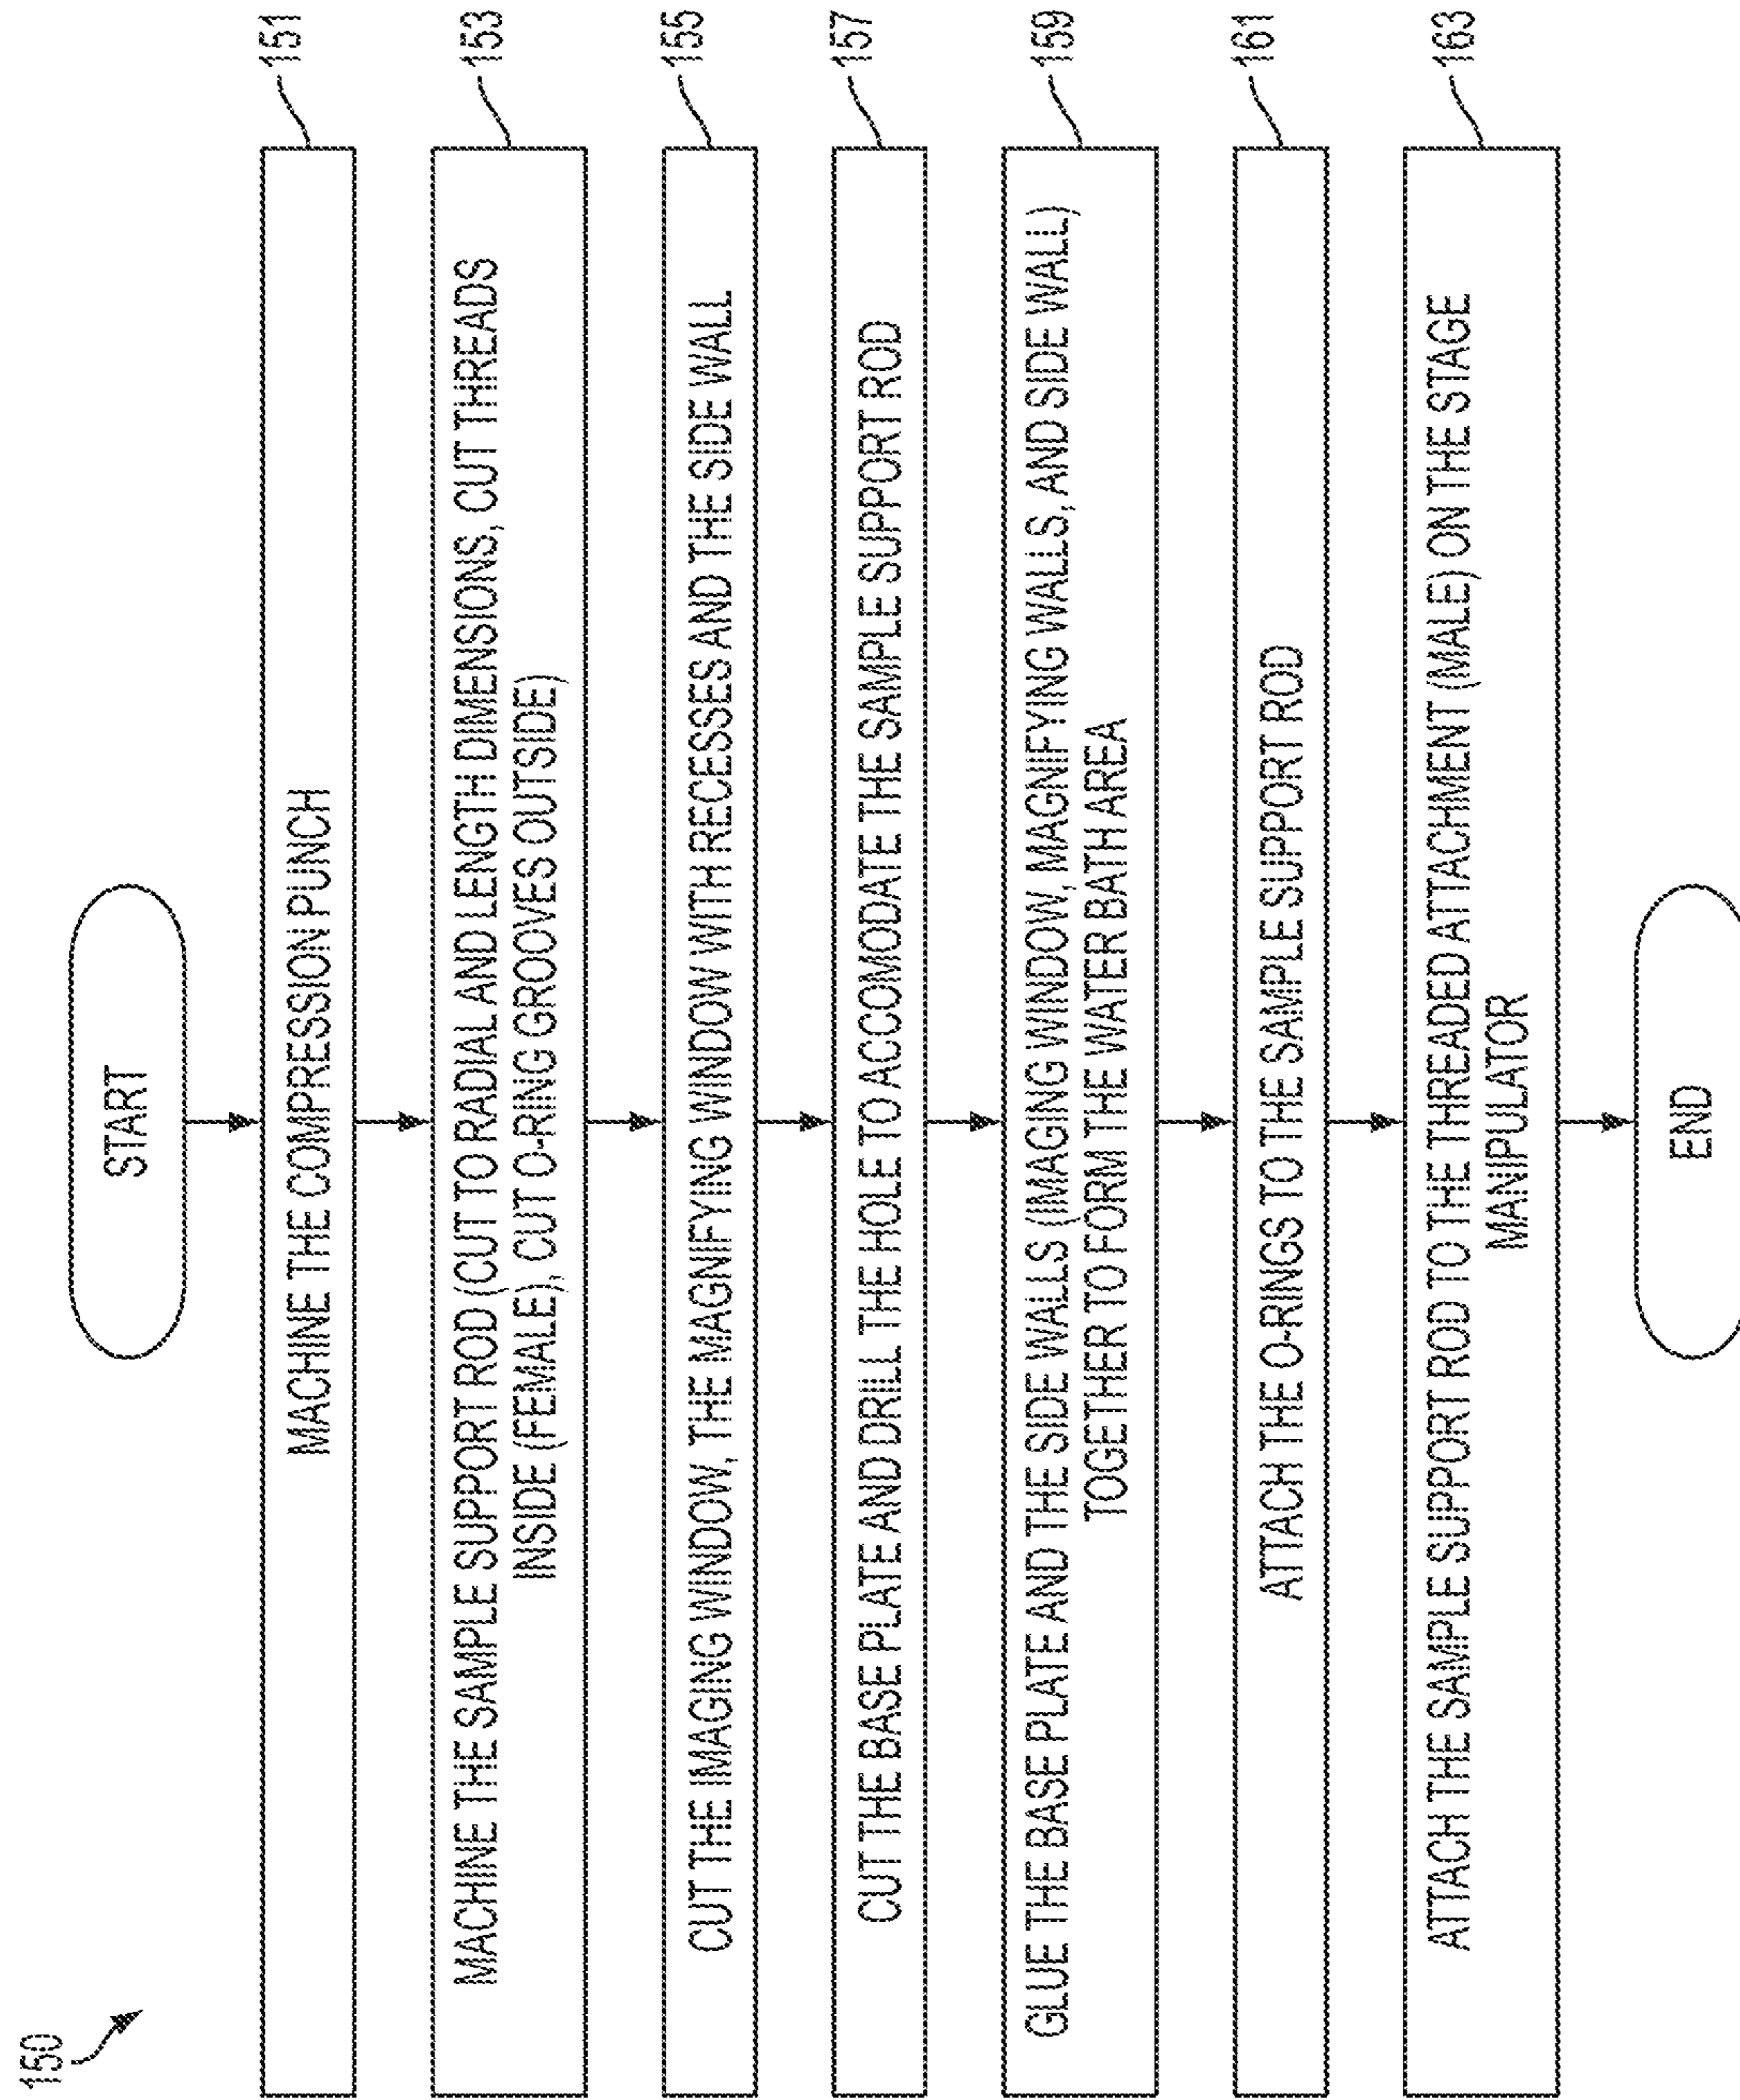 150
START
MACHINE THE COMPRESSION PUNCH
151
MACHINE THE SAMPLE SUPPORT ROD (CUT TO RADIAL AND LENGTH DIMENSIONS, CUT THREADS
INSIDE (FEMALE), CUT O-RING GROOVES OUTSIDE)
153
CUT THE IMAGING WINDOW, THE MAGNIFYING WINDOW WITH RECESSES AND THE SIDE WALL
155
CUT THE BASE PLATE AND DRILL THE HOLE TO ACCOMODATE THE SAMPLE SUPPORT ROD
157
GLUE THE BASE PLATE AND THE SIDE WALLS (IMAGING WINDOW, MAGNIFYING WALLS, AND SIDE WALL)
TOGETHER TO FORM THE WATER BATH AREA
159
ATTACH THE O-RINGS TO THE SAMPLE SUPPORT ROD
161
ATTACH THE SAMPLE SUPPORT ROD TO THE THREADED ATTACHMENT (MALE) ON THE STAGE
MANIPULATOR
163
END